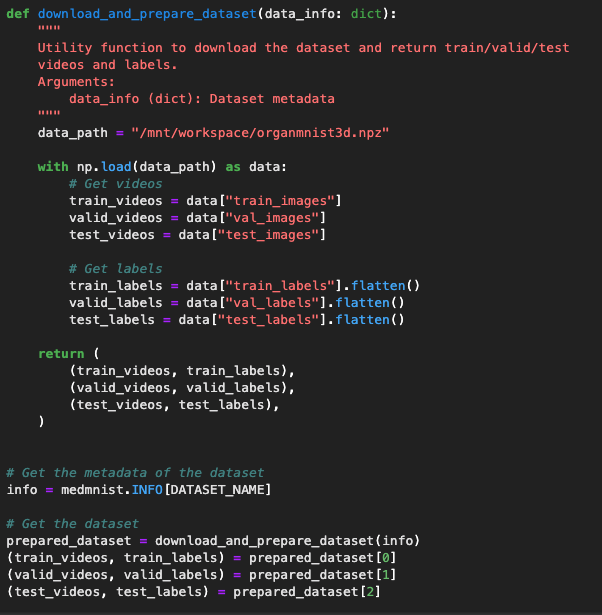 def download_and_prepare_dataset(data_info: dict):
    """
    Utility function to download the dataset and return train/valid/test
    videos and labels.
    Arguments:
        data_info (dict): Dataset metadata
    """
    data_path = "/mnt/workspace/organmnist3d.npz"

    with np.load(data_path) as data:
        # Get videos
        train_videos = data["train_images"]
        valid_videos = data["val_images"]
        test_videos = data["test_images"]

        # Get labels
        train_labels = data["train_labels"].flatten()
        valid_labels = data["val_labels"].flatten()
        test_labels = data["test_labels"].flatten()

    return (
        (train_videos, train_labels),
        (valid_videos, valid_labels),
        (test_videos, test_labels),
    )


# Get the metadata of the dataset
info = medmnist.INFO[DATASET_NAME]

# Get the dataset
prepared_dataset = download_and_prepare_dataset(info)
(train_videos, train_labels) = prepared_dataset[0]
(valid_videos, valid_labels) = prepared_dataset[1]
(test_videos, test_labels) = prepared_dataset[2]